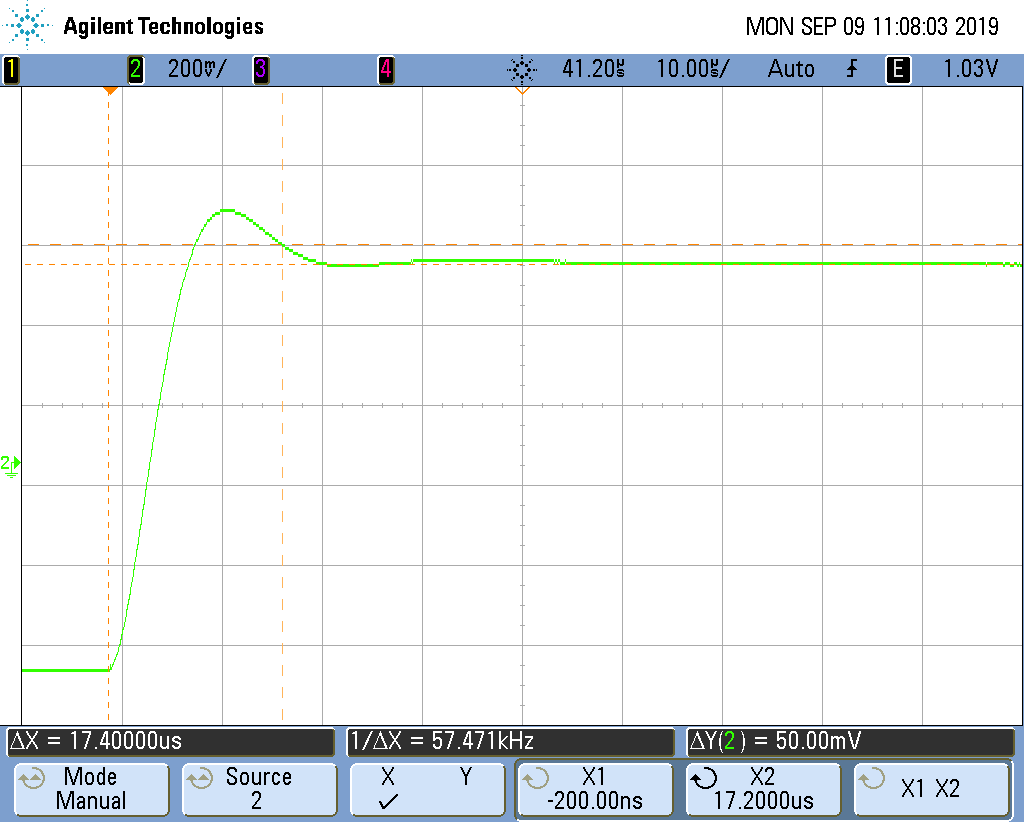 Agilent Technologies MON SEP 09 11:08:03 2019
1 2 200mV/ 3 4 41.20us 10.00us/ Auto E 1.03V
2
ΔX = 17.40000us 1/ΔX = 57.471kHz ΔY(2) = 50.00mV
Mode Source X Y X1 X2 X1 X2
Manual 2 ✓ -200.00ns 17.2000us